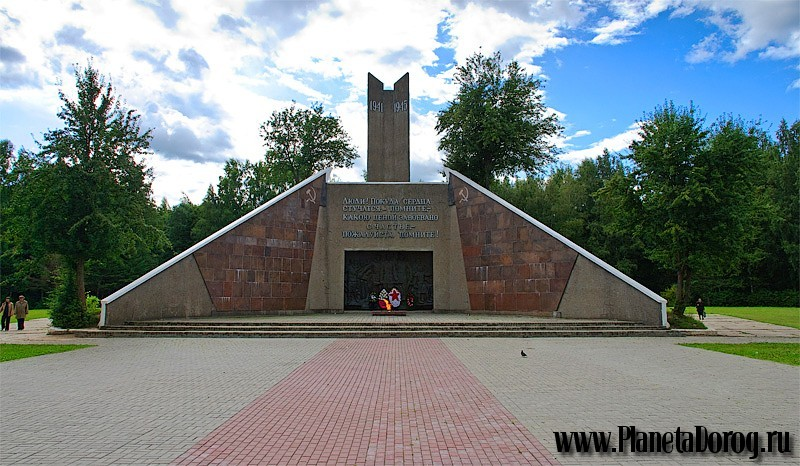 1941 1945
ЛЮДИ! ПОКУДА СЕРДЦА
СТУЧАТСЯ - ПОМНИТЕ
КАКОЮ ЦЕНОЙ ЗАВОЕВАНО
СЧАСТЬЕ -
ПОЖАЛУЙСТА ПОМНИТЕ!
www.PlanetaDorog.ru